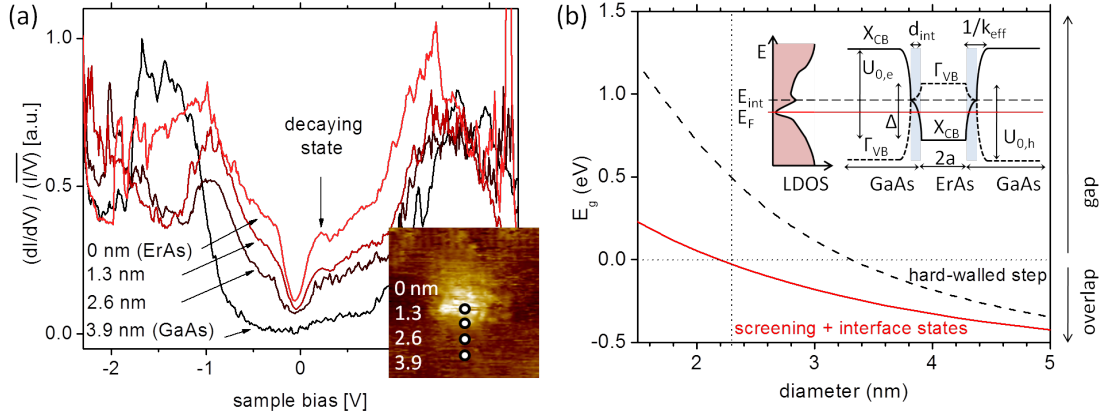 (a)
(dI/dV) / (I/V) [a.u.]
1.0
0.5
0.0
decaying
state
0 nm (ErAs)
1.3 nm
2.6 nm
3.9 nm (GaAs)
0 nm
1.3
2.6
3.9
-2
-1
0
1
2
3
sample bias [V]
(b)
E_g (eV)
1.5
1.0
0.5
0.0
-0.5
E
E_int
E_F
LDOS
X_CB
d_int
1/k_eff
U_0,e
Γ_VB
Δ
X_CB
U_0,h
Γ_VB
2a
GaAs
ErAs
GaAs
hard-walled step
screening + interface states
gap
overlap
2
3
4
5
diameter (nm)